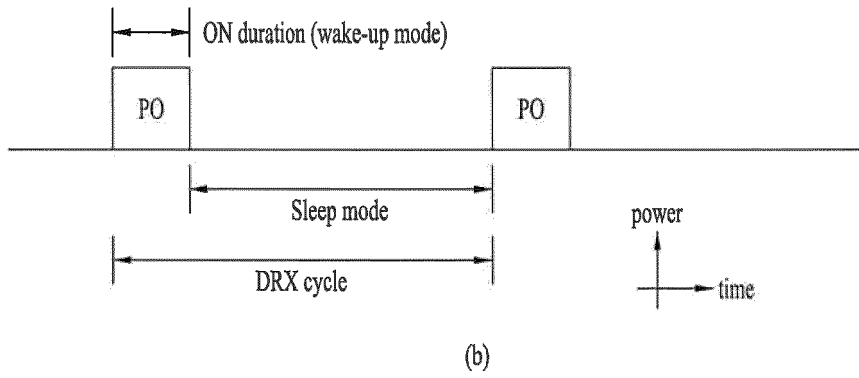 ON duration (wake-up mode)
PO
PO
Sleep mode
DRX cycle
power
time
(b)